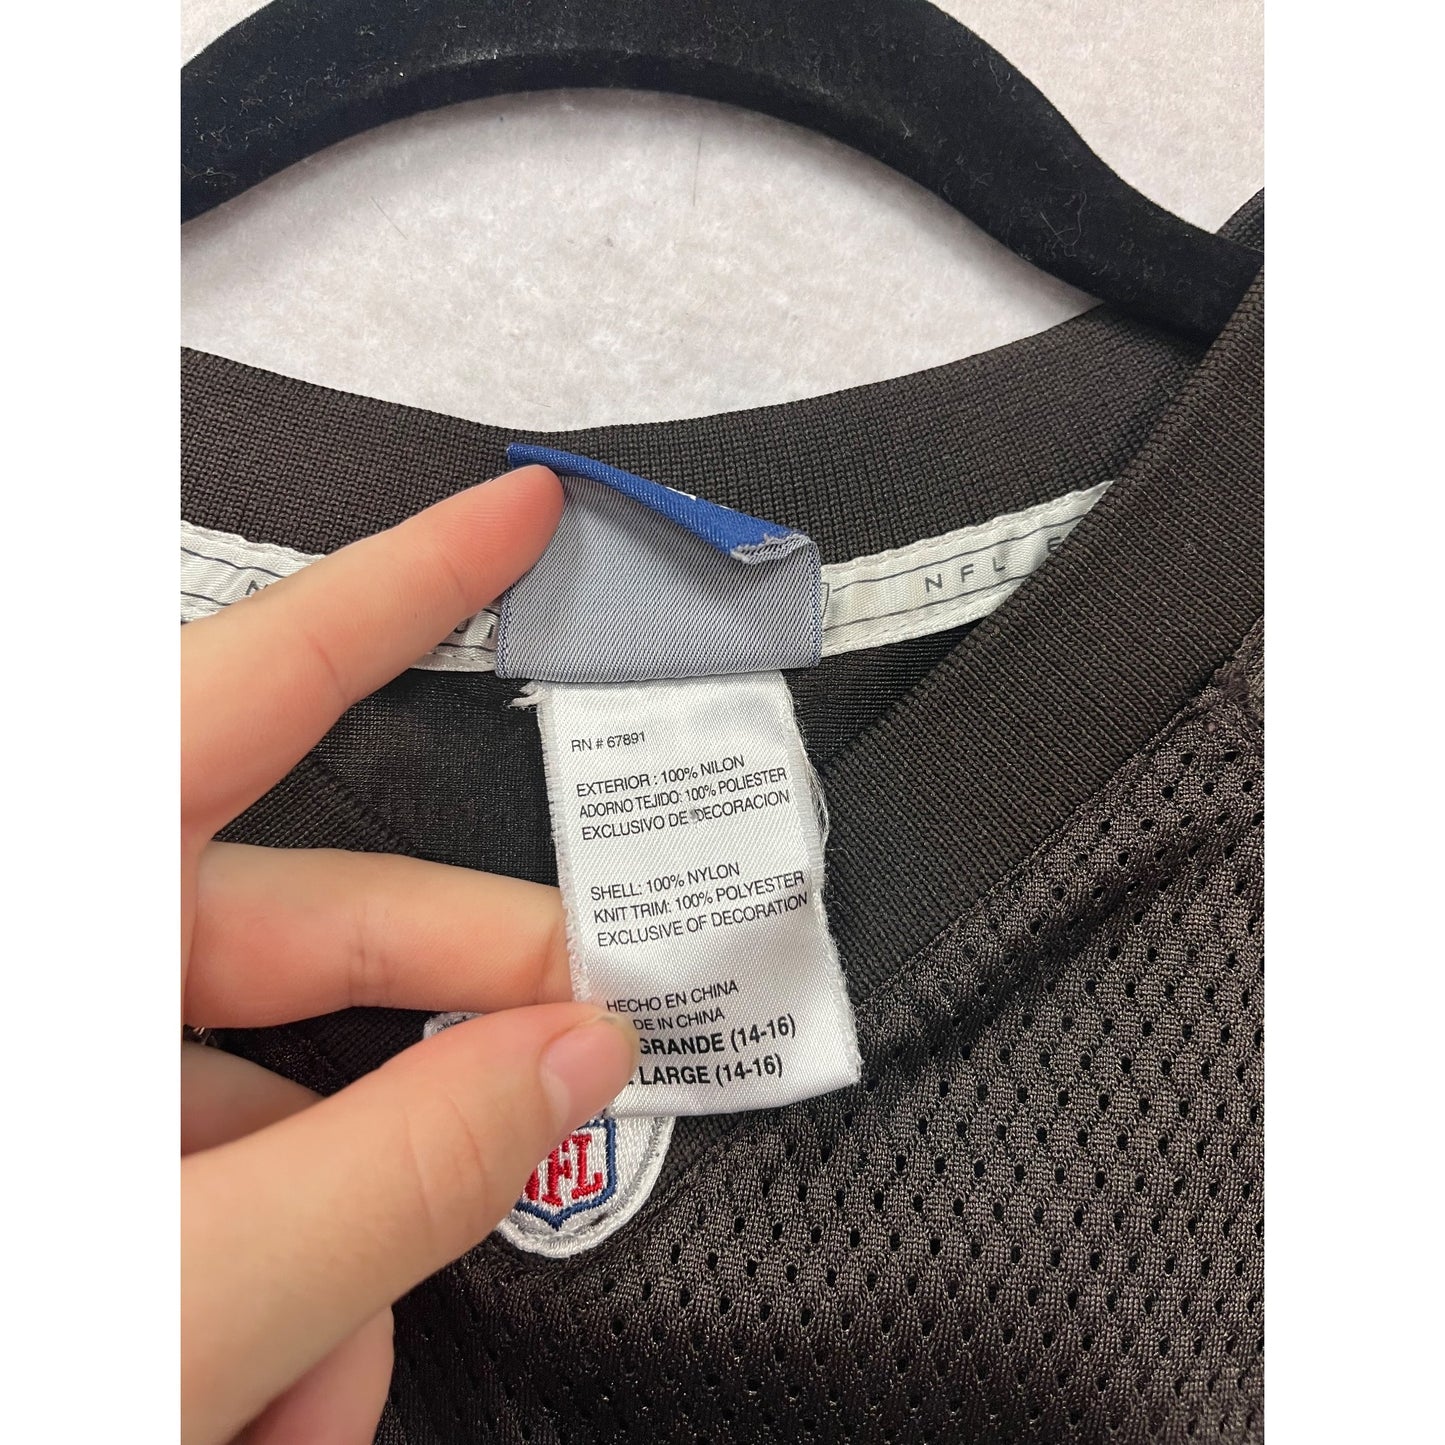 NFL
RN # 67891
EXTERIOR : 100% NILON
ADORNO TEJIDO: 100% POLIESTER
EXCLUSIVO DE DECORACION
SHELL: 100% NYLON
KNIT TRIM: 100% POLYESTER
EXCLUSIVE OF DECORATION
HECHO EN CHINA
DE IN CHINA
GRANDE (14-16)
LARGE (14-16)
NFL